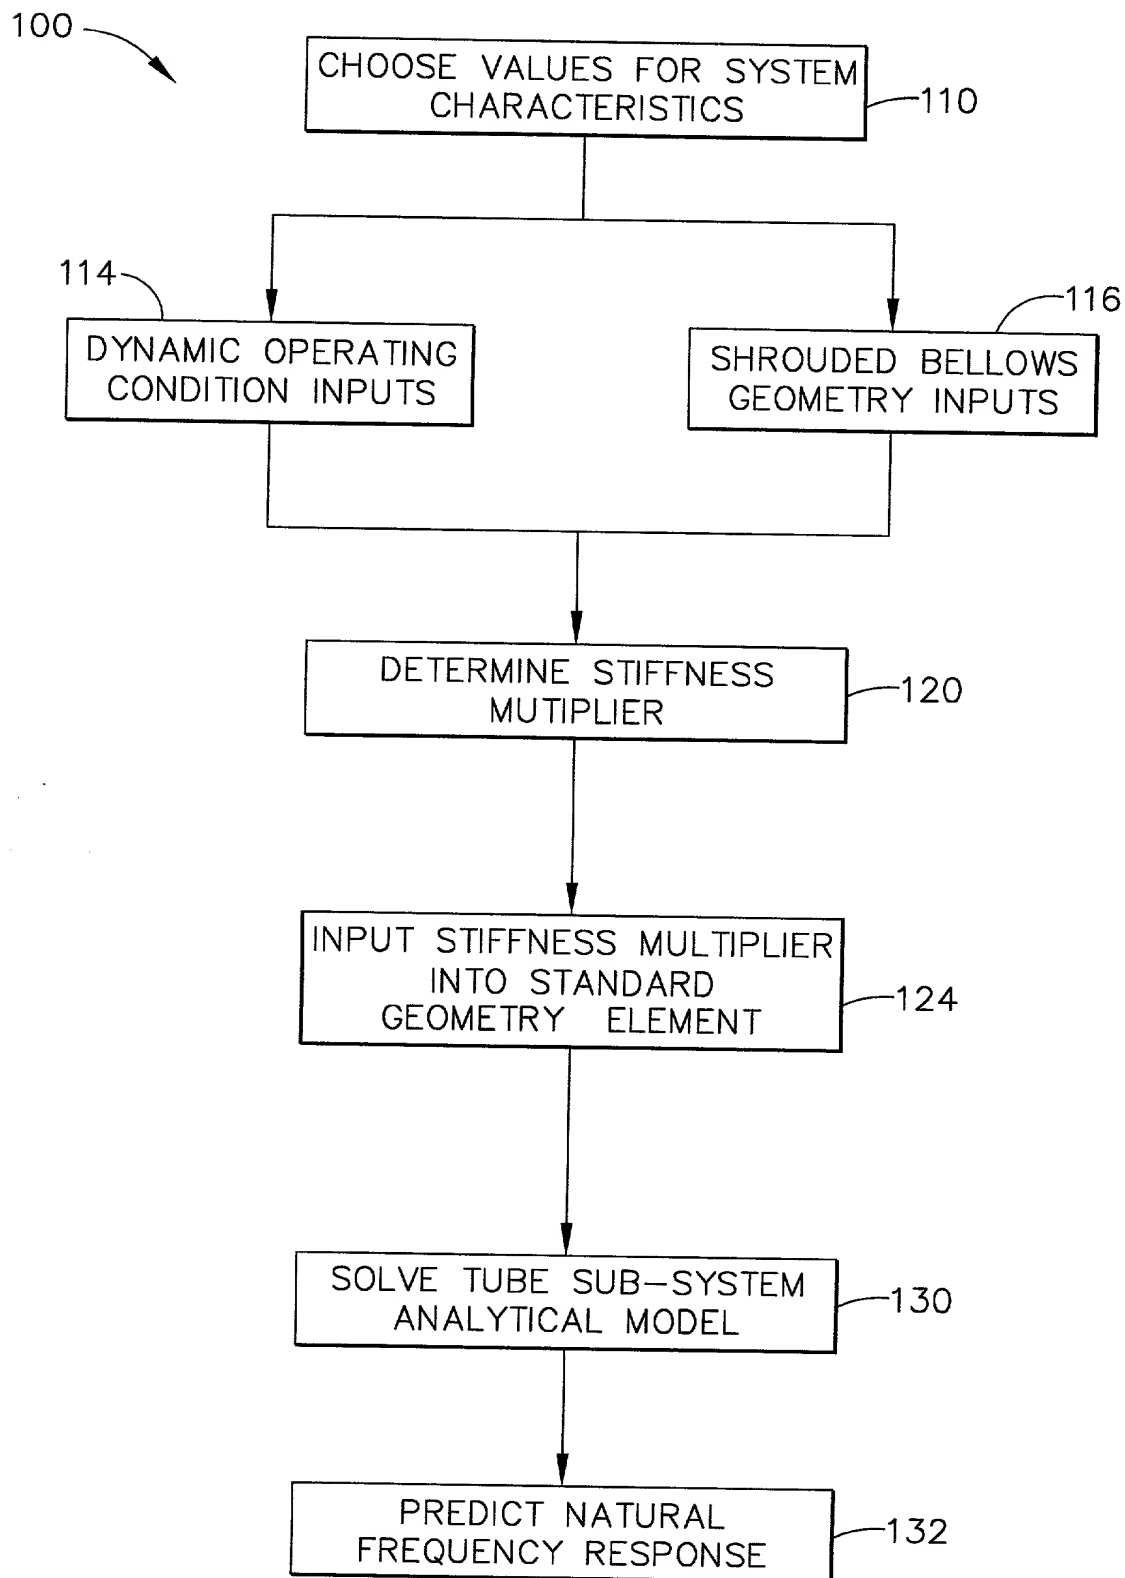 100
CHOOSE VALUES FOR SYSTEM
CHARACTERISTICS
110
114
116
DYNAMIC OPERATING
CONDITION INPUTS
SHROUDED BELLOWS
GEOMETRY INPUTS
DETERMINE STIFFNESS
MUTIPLIER
120
INPUT STIFFNESS MULTIPLIER
INTO STANDARD
GEOMETRY ELEMENT
124
SOLVE TUBE SUB-SYSTEM
ANALYTICAL MODEL
130
PREDICT NATURAL
FREQUENCY RESPONSE
132